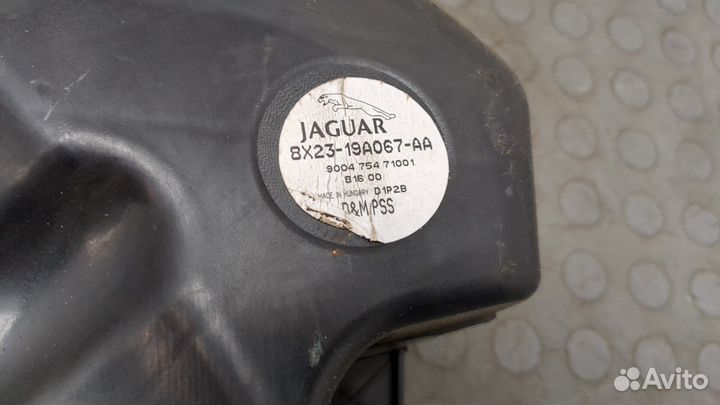 JAGUAR
8X23-19A067-AA
9004 754 71001
B16 00
MADE IN HUNGARY D1P2B
D&M PSS
Avito